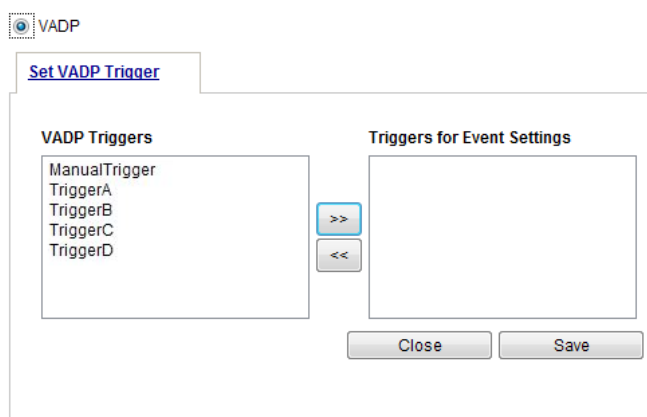 VADP
Set VADP Trigger
VADP Triggers
Triggers for Event Settings
ManualTrigger
TriggerA
TriggerB
TriggerC
TriggerD
>>
<<
Close
Save